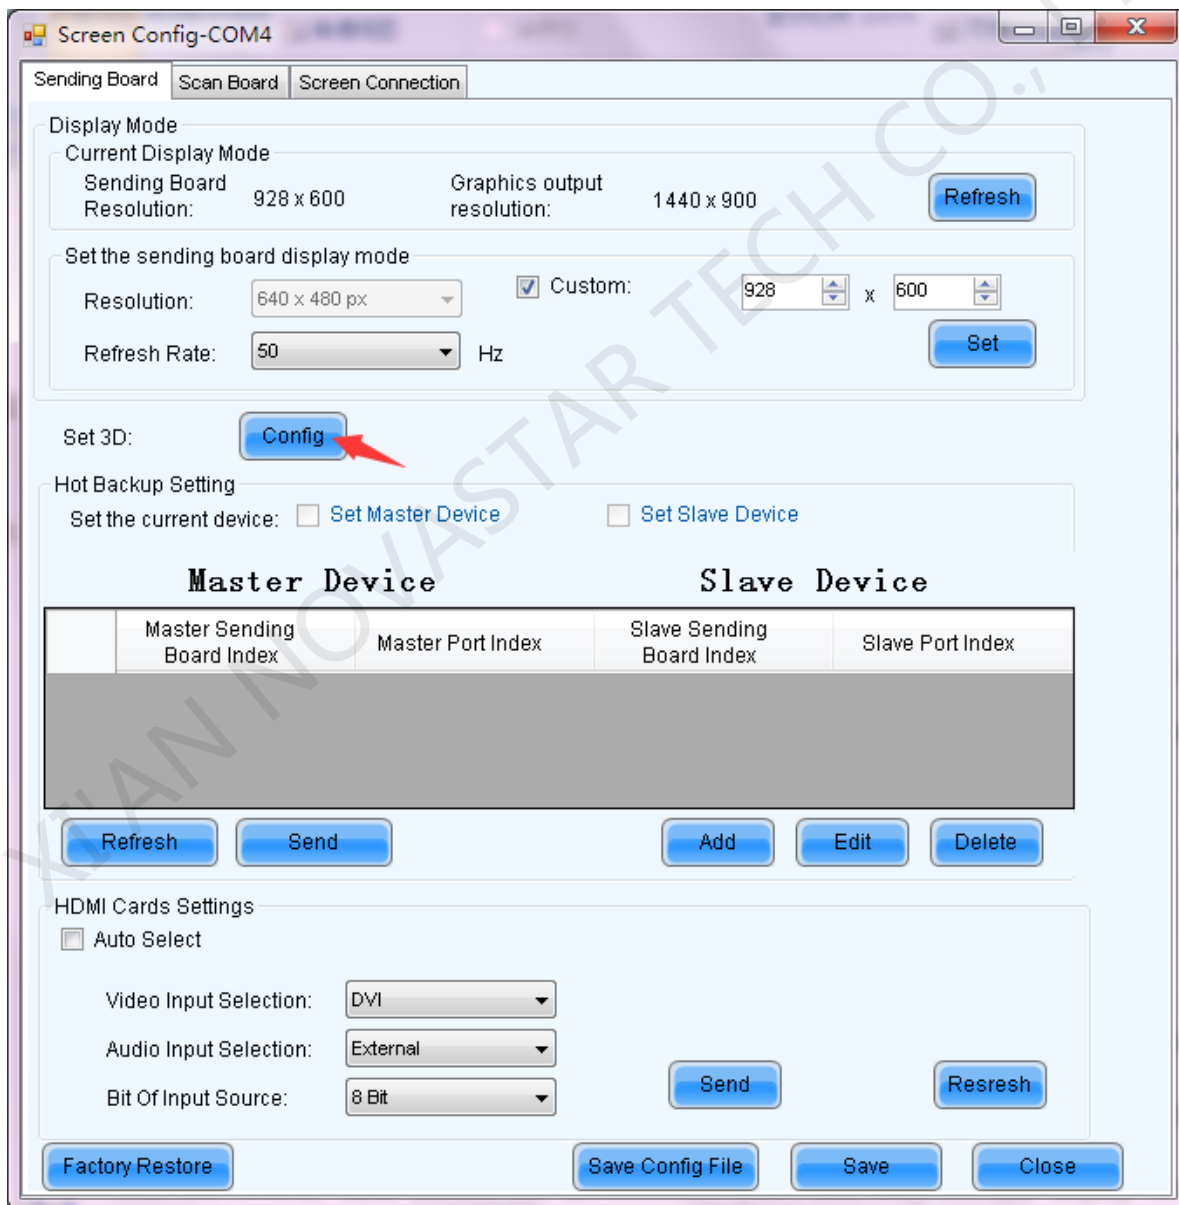 Screen Config-COM4
Sending Board Scan Board Screen Connection
Display Mode
Current Display Mode
Sending Board Resolution: 928 x 600 Graphics output resolution: 1440 x 900 Refresh
Set the sending board display mode
Resolution: 640 x 480 px Custom: 928 x 600
Refresh Rate: 50 Hz Set
Set 3D: Config
Hot Backup Setting
Set the current device: Set Master Device Set Slave Device
Master Device Slave Device
Master Sending Board Index Master Port Index Slave Sending Board Index Slave Port Index
Refresh Send Add Edit Delete
HDMI Cards Settings
Auto Select
Video Input Selection: DVI
Audio Input Selection: External
Bit Of Input Source: 8 Bit Send Resresh
Factory Restore Save Config File Save Close
XI'AN NOVASTAR TECH CO.,